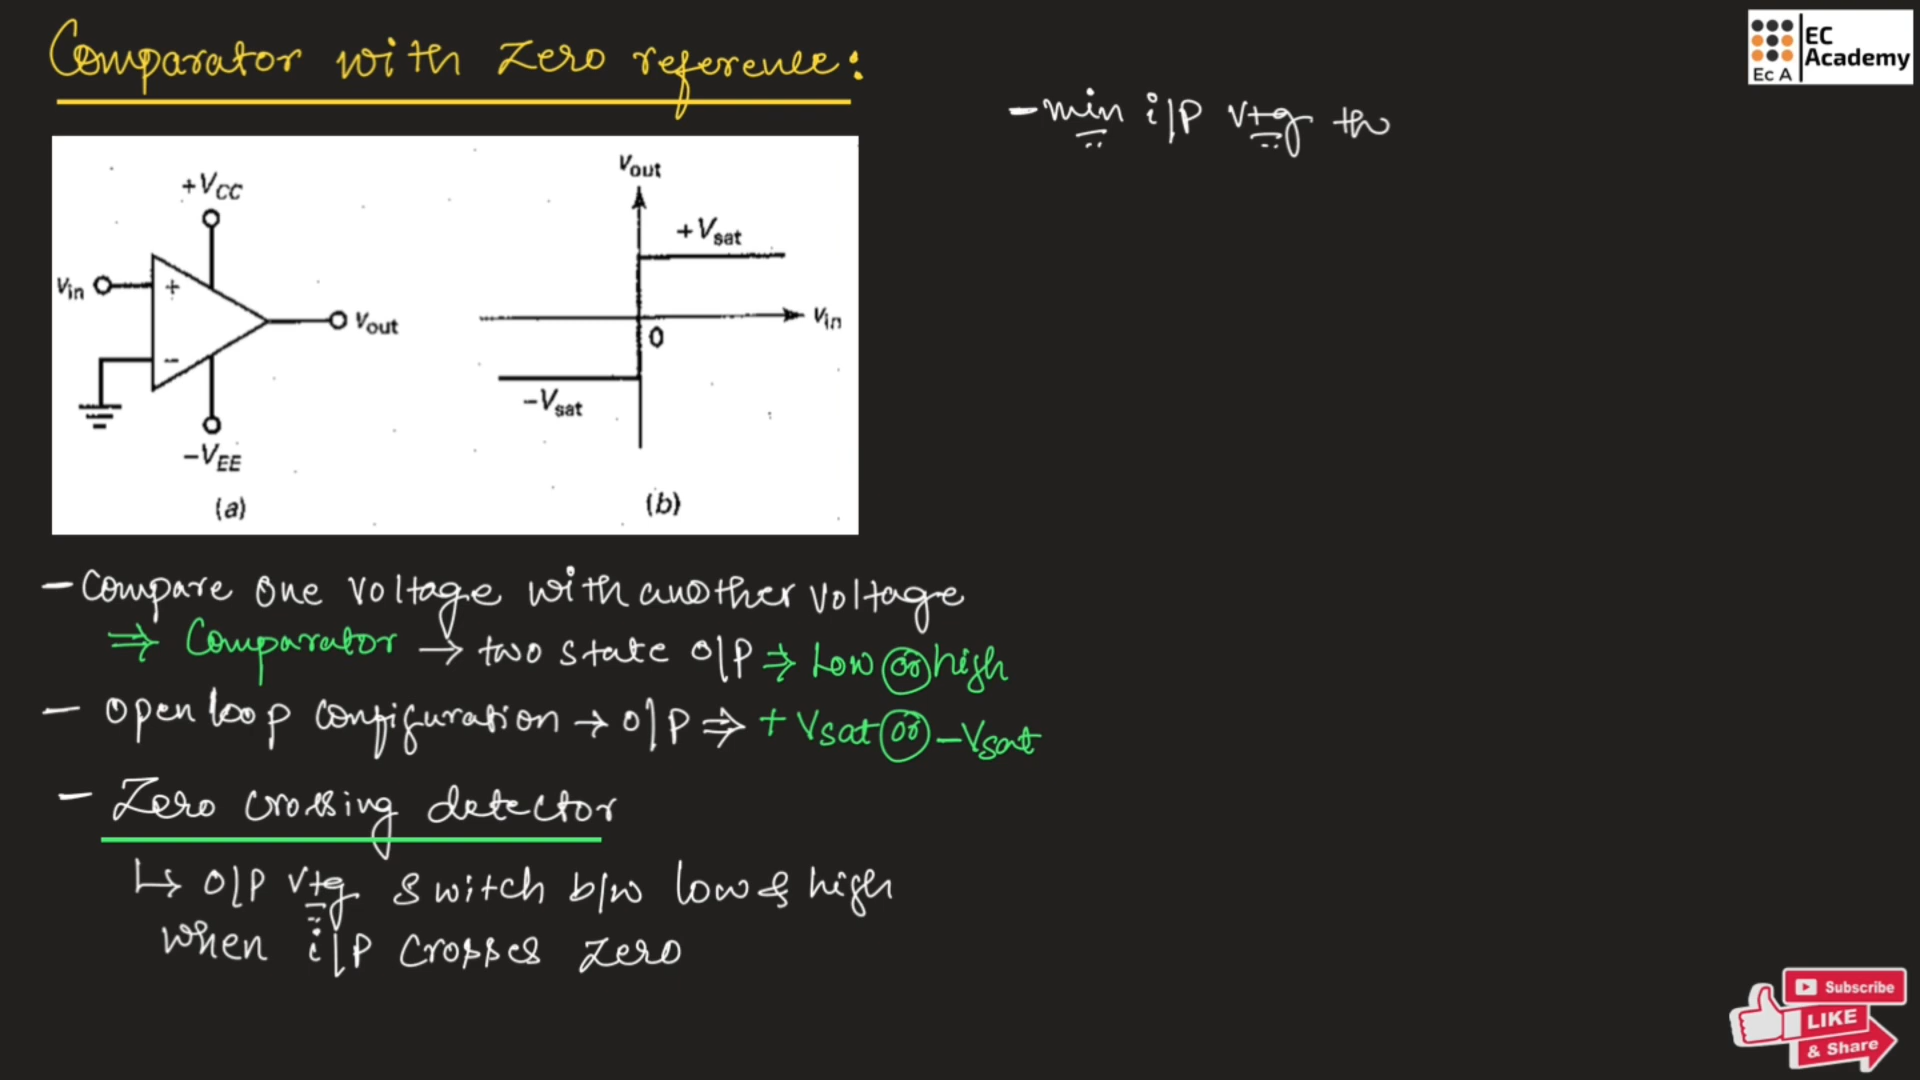 Comparator with Zero reference:
+VCC
Vin
+
-
Vout
-VEE
(a)
Vout
+Vsat
Vin
0
-Vsat
(b)
- Compare one voltage with another voltage
⇒ Comparator → two state O/P ⇒ Low or high
- Open loop configuration → O/P ⇒ +Vsat or -Vsat
- Zero crossing detector
↳ O/P Vtg switch b/w low & high
when i/P crosses zero
- min i/P Vtg th
EC
Academy
Ec A
Subscribe
LIKE
& Share